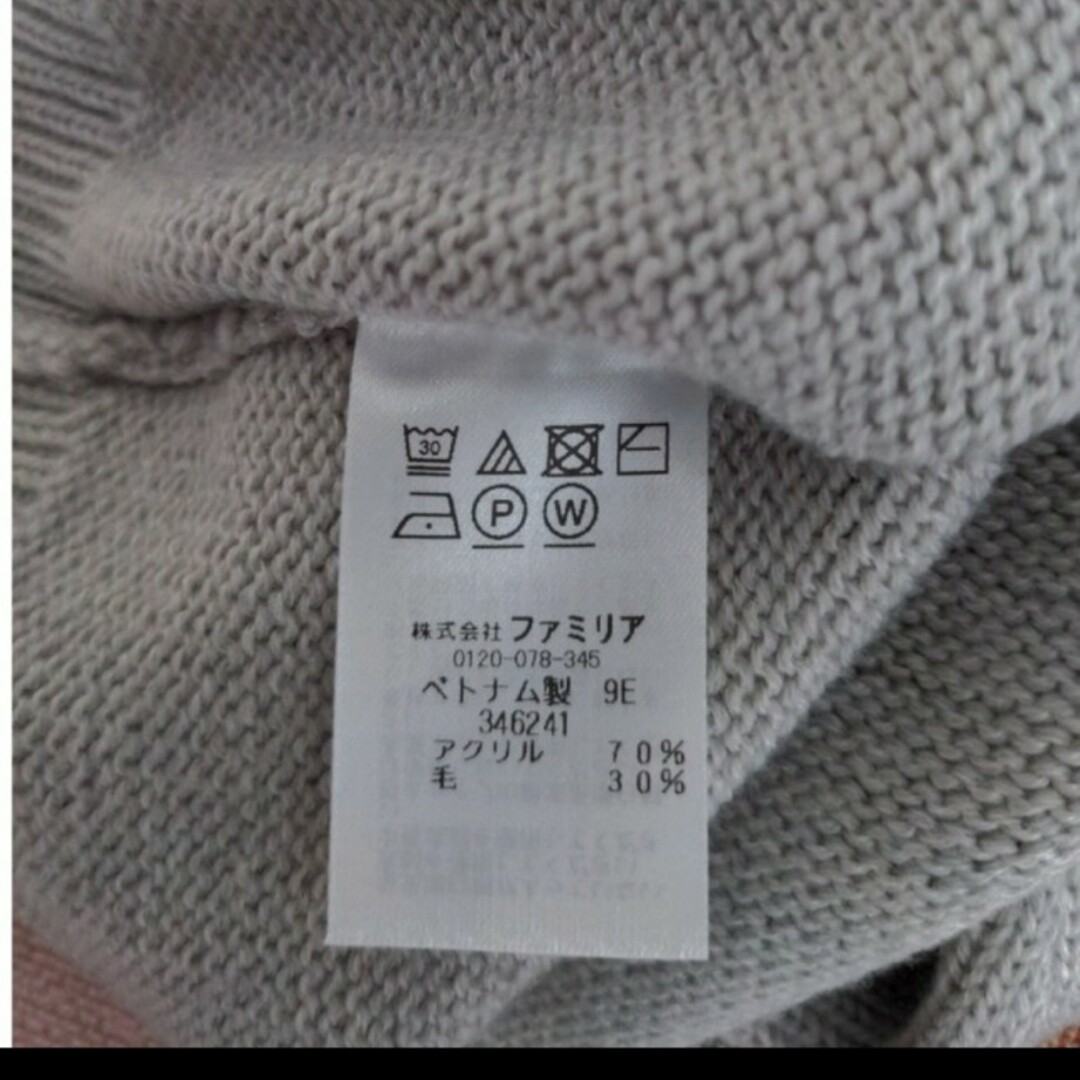 30
P W
株式会社 ファミリア
0120-078-345
ベトナム製 9E
346241
アクリル 70%
毛 30%